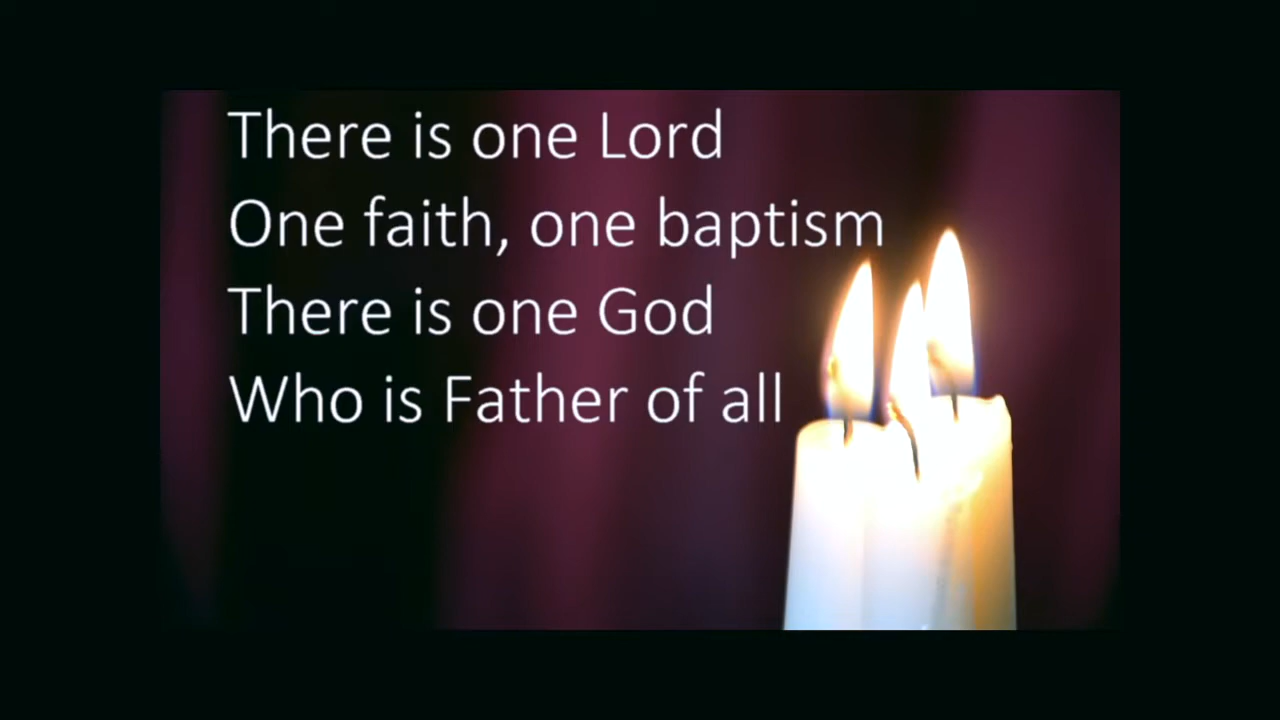 There is one Lord
One faith, one baptism
There is one God
Who is Father of all